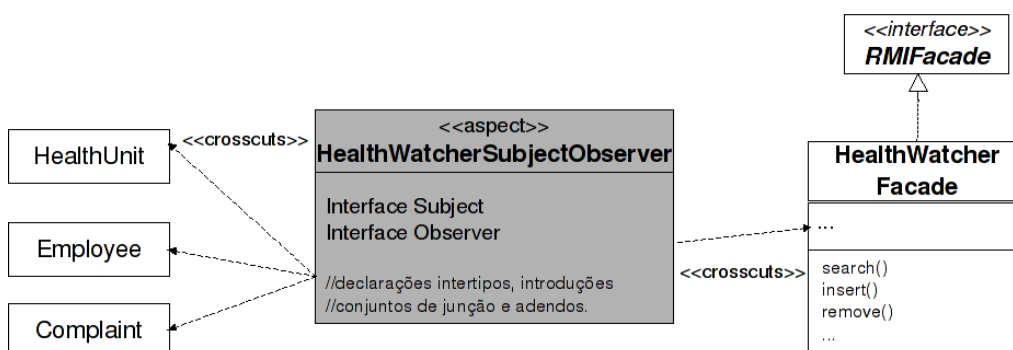 <<interface>>
RMIFacade
<<crosscuts>>
HealthUnit
Employee
Complaint
<<aspect>>
HealthWatcherSubjectObserver
Interface Subject
Interface Observer
//declarações intertipos, introduções
//conjuntos de junção e adendos.
<<crosscuts>>
HealthWatcher
Facade
...
search()
insert()
remove()
...